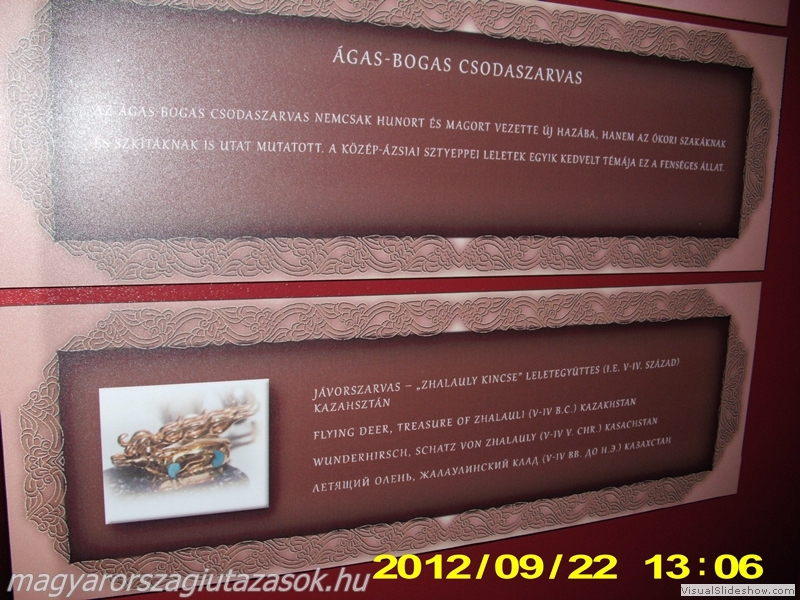 ÁGAS-BOGAS CSODASZARVAS
AZ ÁGAS-BOGAS CSODASZARVAS NEMCSAK HUNORT ÉS MAGORT VEZETTE ÚJ HAZÁBA, HANEM AZ ÓKORI SZAKÁKNAK
ÉS SZKÍTÁKNAK IS UTAT MUTATOTT. A KÖZÉP-ÁZSIAI SZTYEPPEI LELETEK EGYIK KEDVELT TÉMÁJA EZ A FENSÉGES ÁLLAT.
JÁVORSZARVAS – „ZHALAULY KINCSE” LELETEGYÜTTES (I.E. V-IV. SZÁZAD)
KAZAHSZTÁN
FLYING DEER, TREASURE OF ZHALAULI (V-IV B.C.) KAZAKHSTAN
WUNDERHIRSCH, SCHATZ VON ZHALAULY (V-IV V. CHR.) KASACHSTAN
ЛЕТЯЩИЙ ОЛЕНЬ, ЖАЛАУЛИНСКИЙ КЛАД (V-IV ВВ. ДО Н.Э.) КАЗАХСТАН
2012/09/22 13:06
magyarországiutazások.hu
VisualSlideshow.com